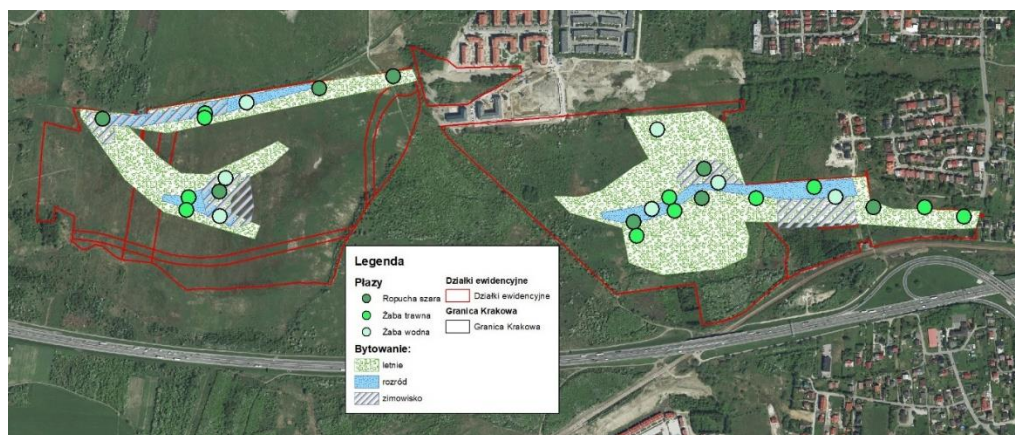 Legenda
Płazy
Ropucha szara
Żaba trawna
Żaba wodna
Bytowanie:
letnie
rozród
zimowisko
Działki ewidencyjne
Działki ewidencyjne
Granica Krakowa
Granica Krakowa